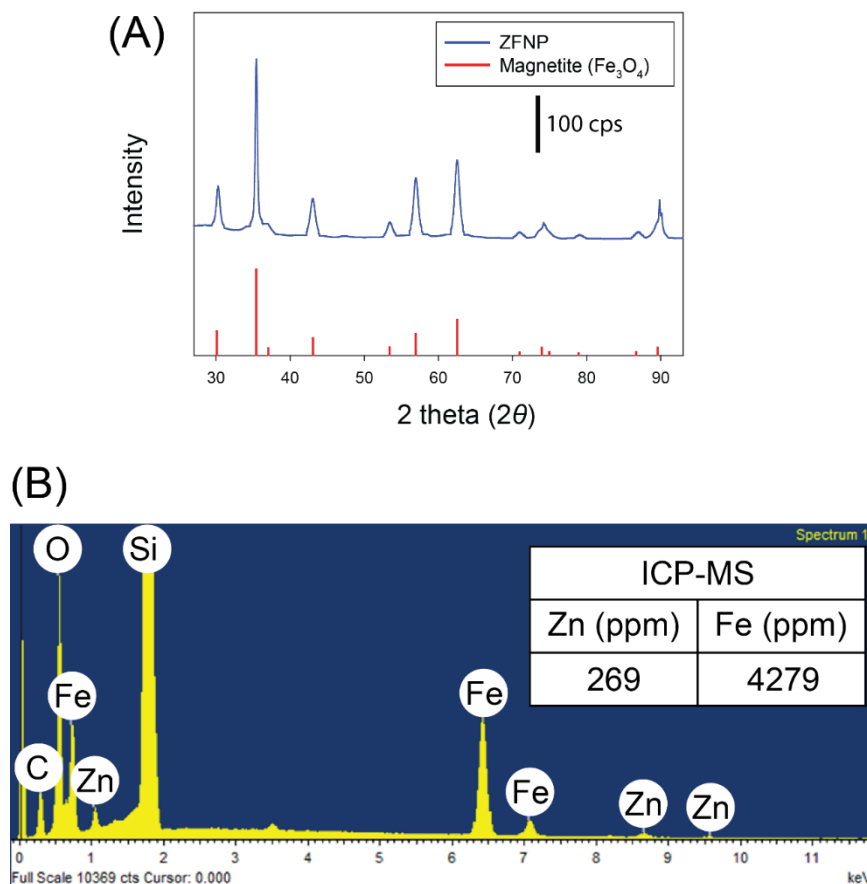 (A)
ZFNP
Magnetite (Fe₃O₄)
100 cps
Intensity
30 40 50 60 70 80 90
2 theta (2θ)
(B)
Spectrum 1
O
Si
ICP-MS
Zn (ppm) Fe (ppm)
269 4279
Fe
Fe
C
Zn
Fe
Zn
Zn
0 1 2 3 4 5 6 7 8 9 10 11
Full Scale 10369 cts Cursor: 0.000
keV